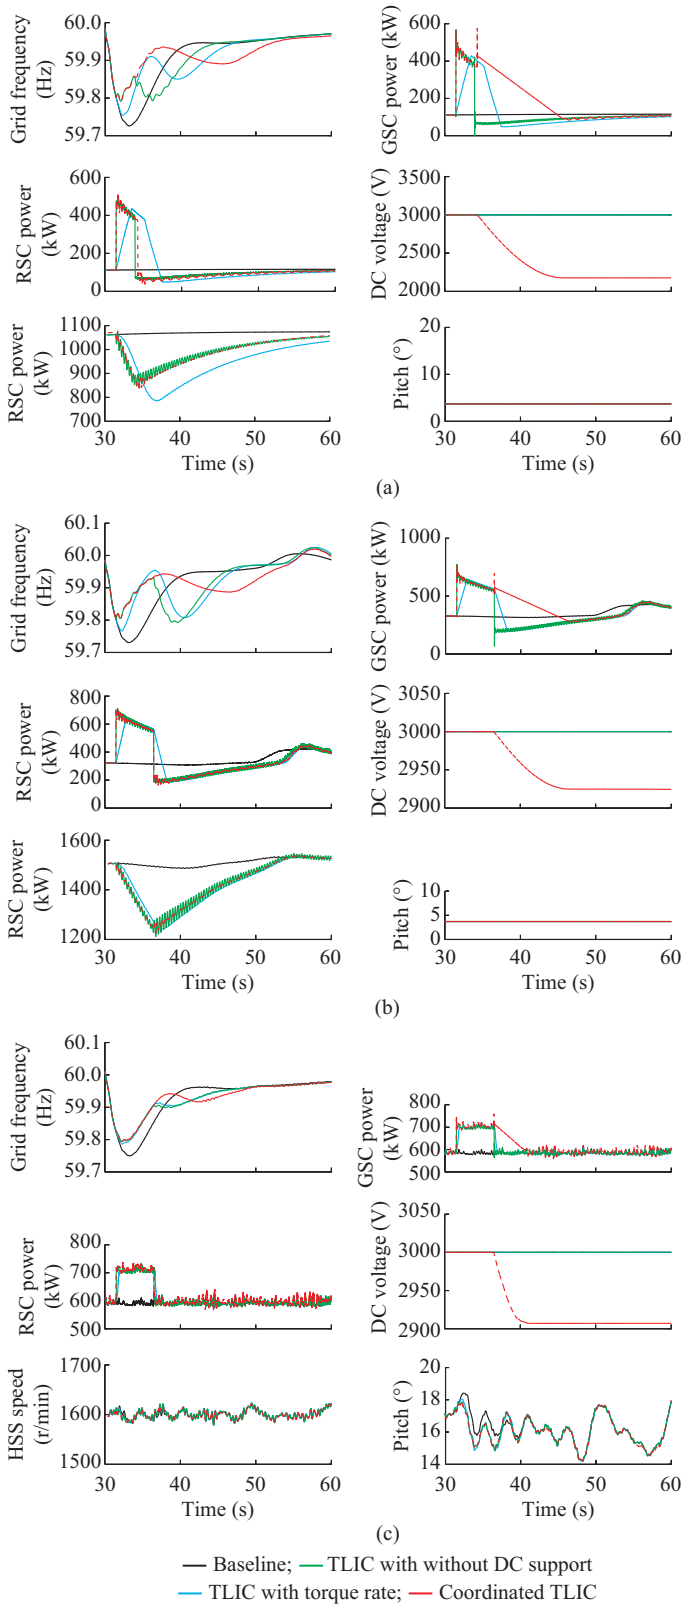 60.0
59.9
59.8
59.7
Grid frequency
(Hz)
600
400
200
0
GSC power (kW)
600
400
200
0
RSC power
(kW)
3500
3000
2500
2000
DC voltage (V)
1100
1000
900
800
700
RSC power
(kW)
30 40 50 60
Time (s)
20
15
10
5
0
Pitch (°)
30 40 50 60
Time (s)
(a)
60.1
60.0
59.9
59.8
59.7
Grid frequency
(Hz)
1000
500
0
GSC power (kW)
800
600
400
200
0
RSC power
(kW)
3050
3000
2950
2900
DC voltage (V)
1600
1400
1200
RSC power
(kW)
30 40 50 60
Time (s)
10
15
5
0
Pitch (°)
30 40 50 60
Time (s)
(b)
60.1
60.0
59.9
59.8
59.7
Grid frequency
(Hz)
800
700
600
500
GSC power
(kW)
800
700
600
500
RSC power
(kW)
3050
3000
2950
2900
DC voltage (V)
1700
1600
1500
HSS speed
(r/min)
30 40 50 60
Time (s)
20
18
16
14
Pitch (°)
30 40 50 60
Time (s)
(c)
Baseline; TLIC with without DC support
TLIC with torque rate; Coordinated TLIC